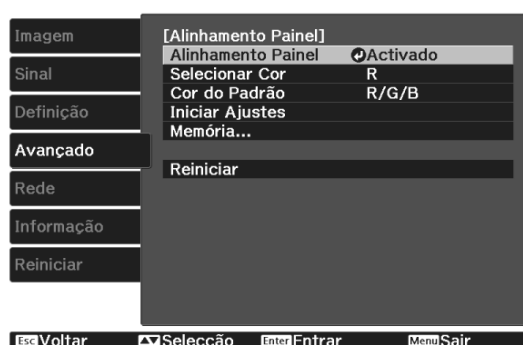 Imagem
Sinal
Definição
Avançado
Rede
Informação
Reiniciar
[Alinhamento Painel]
Alinhamento Painel Activado
Selecionar Cor R
Cor do Padrão R/G/B
Iniciar Ajustes
Memória...
Reiniciar
Esc Voltar Selecção Enter Entrar Menu Sair